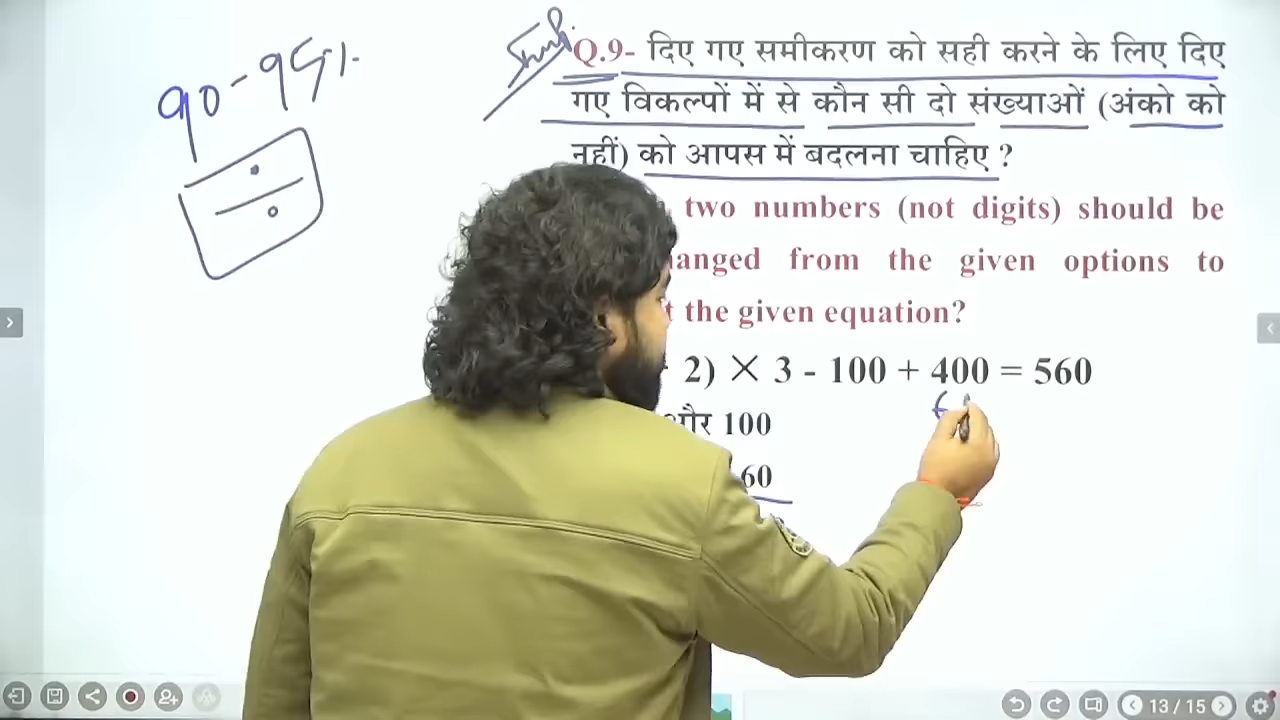 90-95%
Q.9- दिए गए समीकरण को सही करने के लिए दिए
गए विकल्पों में से कौन सी दो संख्याओं (अंको को
नहीं) को आपस में बदलना चाहिए ?
two numbers (not digits) should be
from the given options to
the given equation?
2) × 3 - 100 + 400 = 560
और 100
60
13 / 15